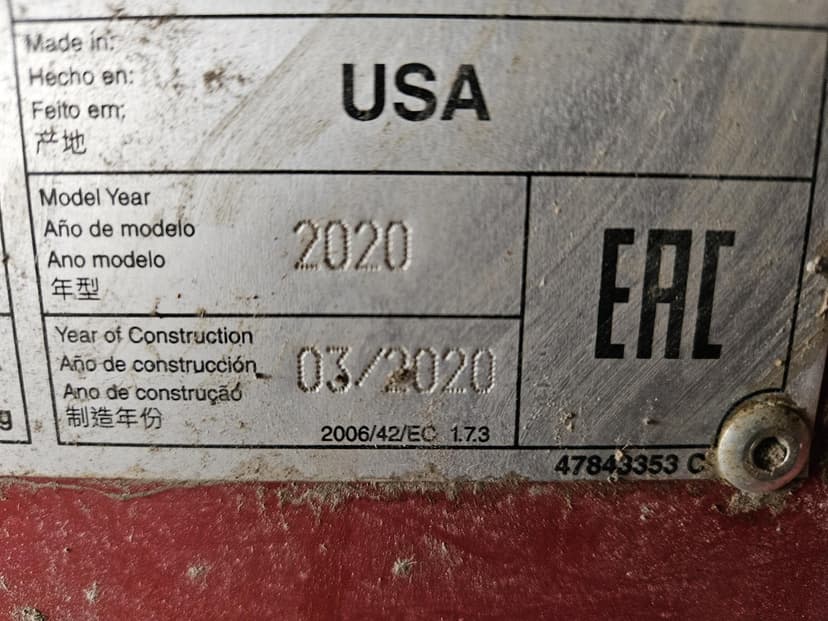 Made in:
Hecho en:
Feito em:
产地
USA
Model Year
Año de modelo
Ano modelo
年型
2020
Year of Construction
Año de construcción
Ano de construção
制造年份
03/2020
2006/42/EC 1.7.3
EAC
47843353 C
g